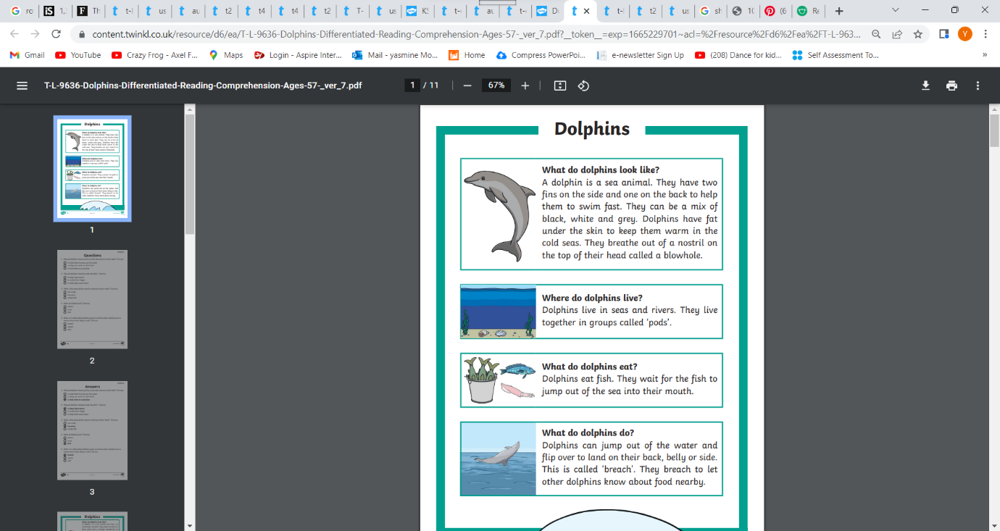 ro
1,
Th
t-l
us
au
t2
t4
t4
t2
T-
us
KS
t-c
au
t-c
Do
t-l
t2
us
sh
10
(6
Re
content.twinkl.co.uk/resource/d6/ea/T-L-9636-Dolphins-Differentiated-Reading-Comprehension-Ages-57-_ver_7.pdf?__token__=exp=1665229701~acl=%2Fresource%2Fd6%2Fea%2FT-L-963...
Y
Gmail YouTube Crazy Frog - Axel F... Maps Login - Aspire Inter... Mail - yasmine Mo... Home Compress PowerPoi... e-newsletter Sign Up (208) Dance for kid... Self Assessment To... »
T-L-9636-Dolphins-Differentiated-Reading-Comprehension-Ages-57-_ver_7.pdf 1 / 11 67%
1
2
3
Dolphins
Questions
Answers
Dolphins
Dolphins
What do dolphins look like?
A dolphin is a sea animal. They have two
fins on the side and one on the back to help
them to swim fast. They can be a mix of
black, white and grey. Dolphins have fat
under the skin to keep them warm in the
cold seas. They breathe out of a nostril on
the top of their head called a blowhole.
Where do dolphins live?
Dolphins live in seas and rivers. They live
together in groups called ‘pods’.
What do dolphins eat?
Dolphins eat fish. They wait for the fish to
jump out of the sea into their mouth.
What do dolphins do?
Dolphins can jump out of the water and
flip over to land on their back, belly or side.
This is called ‘breach’. They breach to let
other dolphins know about food nearby.